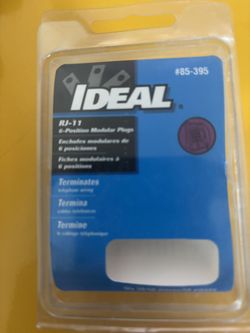 #85-395
IDEAL
RJ-11
6-Position Modular Plugs
Enchufes modulares de
6 posiciones
Fiches modulaires à
6 positions
Terminates
telephone wiring
Termina
cables telefónicos
Termine
le câblage téléphonique